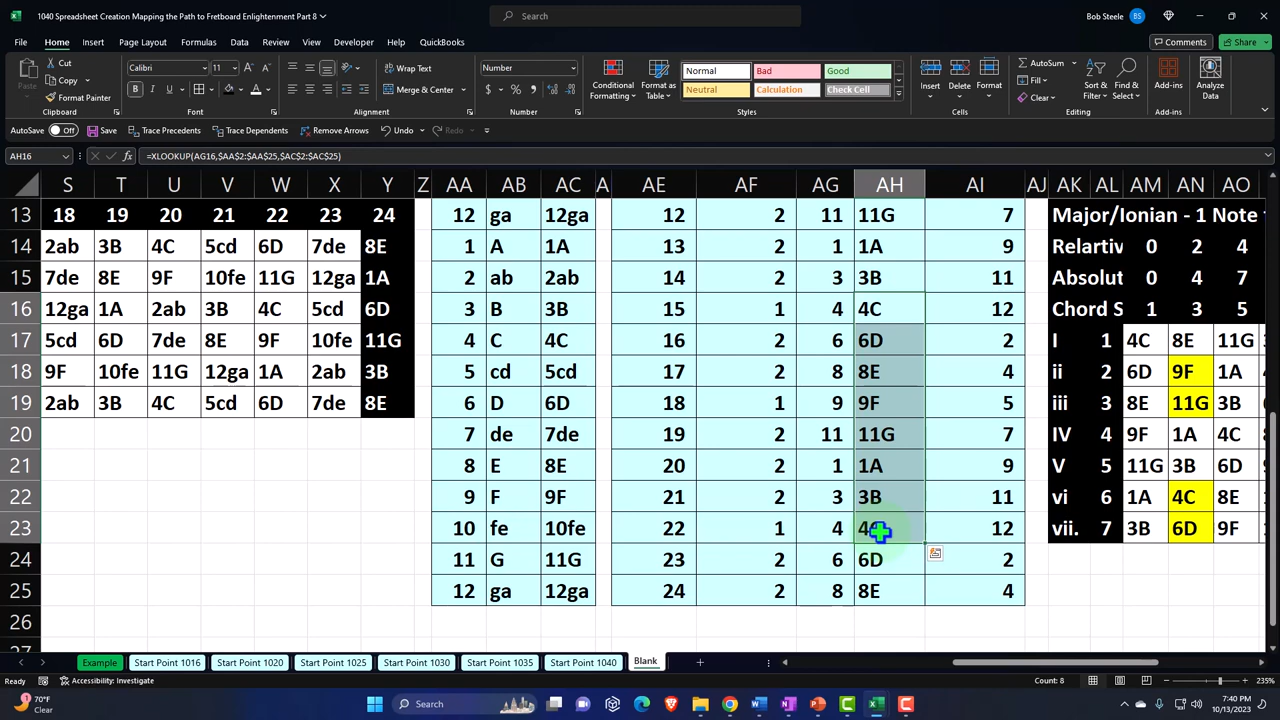 1040 Spreadsheet Creation Mapping the Path to Fretboard Enlightenment Part 8
Search
Bob Steele
BS
File Home Insert Page Layout Formulas Data Review View Developer Automate Help QuickBooks
Comments
Share
Paste
Cut
Copy
Format Painter
Clipboard
Calibri 11
B I U
Font
Wrap Text
Merge & Center
Alignment
Number
Number
Conditional Formatting
Format as Table
Normal Bad Good
Neutral Calculation Check Cell
Styles
Insert Delete Format
Cells
AutoSum
Fill
Clear
Sort & Filter
Find & Select
Editing
Add-ins
Add-ins
Analyze Data
AutoSave Off Save Trace Precedents Trace Dependents Remove Arrows Undo Redo
AH16 fx =XLOOKUP(AG16,$AA$2:$AA$25,$AC$2:$AC$25)
S T U V W X Y Z AA AB AC A AE AF AG AH AI AJ AK AL AM AN AO
13 18 19 20 21 22 23 24 12 ga 12ga 12 2 11 11G 7 Major/Ionian - 1 Note
14 2ab 3B 4C 5cd 6D 7de 8E 1 A 1A 13 2 1 1A 9 Relartiv 0 2 4
15 7de 8E 9F 10fe 11G 12ga 1A 2 ab 2ab 14 2 3 3B 11 Absolut 0 4 7
16 12ga 1A 2ab 3B 4C 5cd 6D 3 B 3B 15 1 4 4C 12 Chord S 1 3 5
17 5cd 6D 7de 8E 9F 10fe 11G 4 C 4C 16 2 6 6D 2 I 1 4C 8E 11G
18 9F 10fe 11G 12ga 1A 2ab 3B 5 cd 5cd 17 2 8 8E 4 ii 2 6D 9F 1A
19 2ab 3B 4C 5cd 6D 7de 8E 6 D 6D 18 1 9 9F 5 iii 3 8E 11G 3B
20 7 de 7de 19 2 11 11G 7 IV 4 9F 1A 4C
21 8 E 8E 20 2 1 1A 9 V 5 11G 3B 6D
22 9 F 9F 21 2 3 3B 11 vi 6 1A 4C 8E
23 10 fe 10fe 22 1 4 4 12 vii. 7 3B 6D 9F
24 11 G 11G 23 2 6 6D 2
25 12 ga 12ga 24 2 8 8E 4
26
Example Start Point 1016 Start Point 1020 Start Point 1025 Start Point 1030 Start Point 1035 Start Point 1040 Blank
Ready Accessibility: Investigate Count: 8 235%
1
70°F
Clear
Search
7:40 PM
10/13/2023